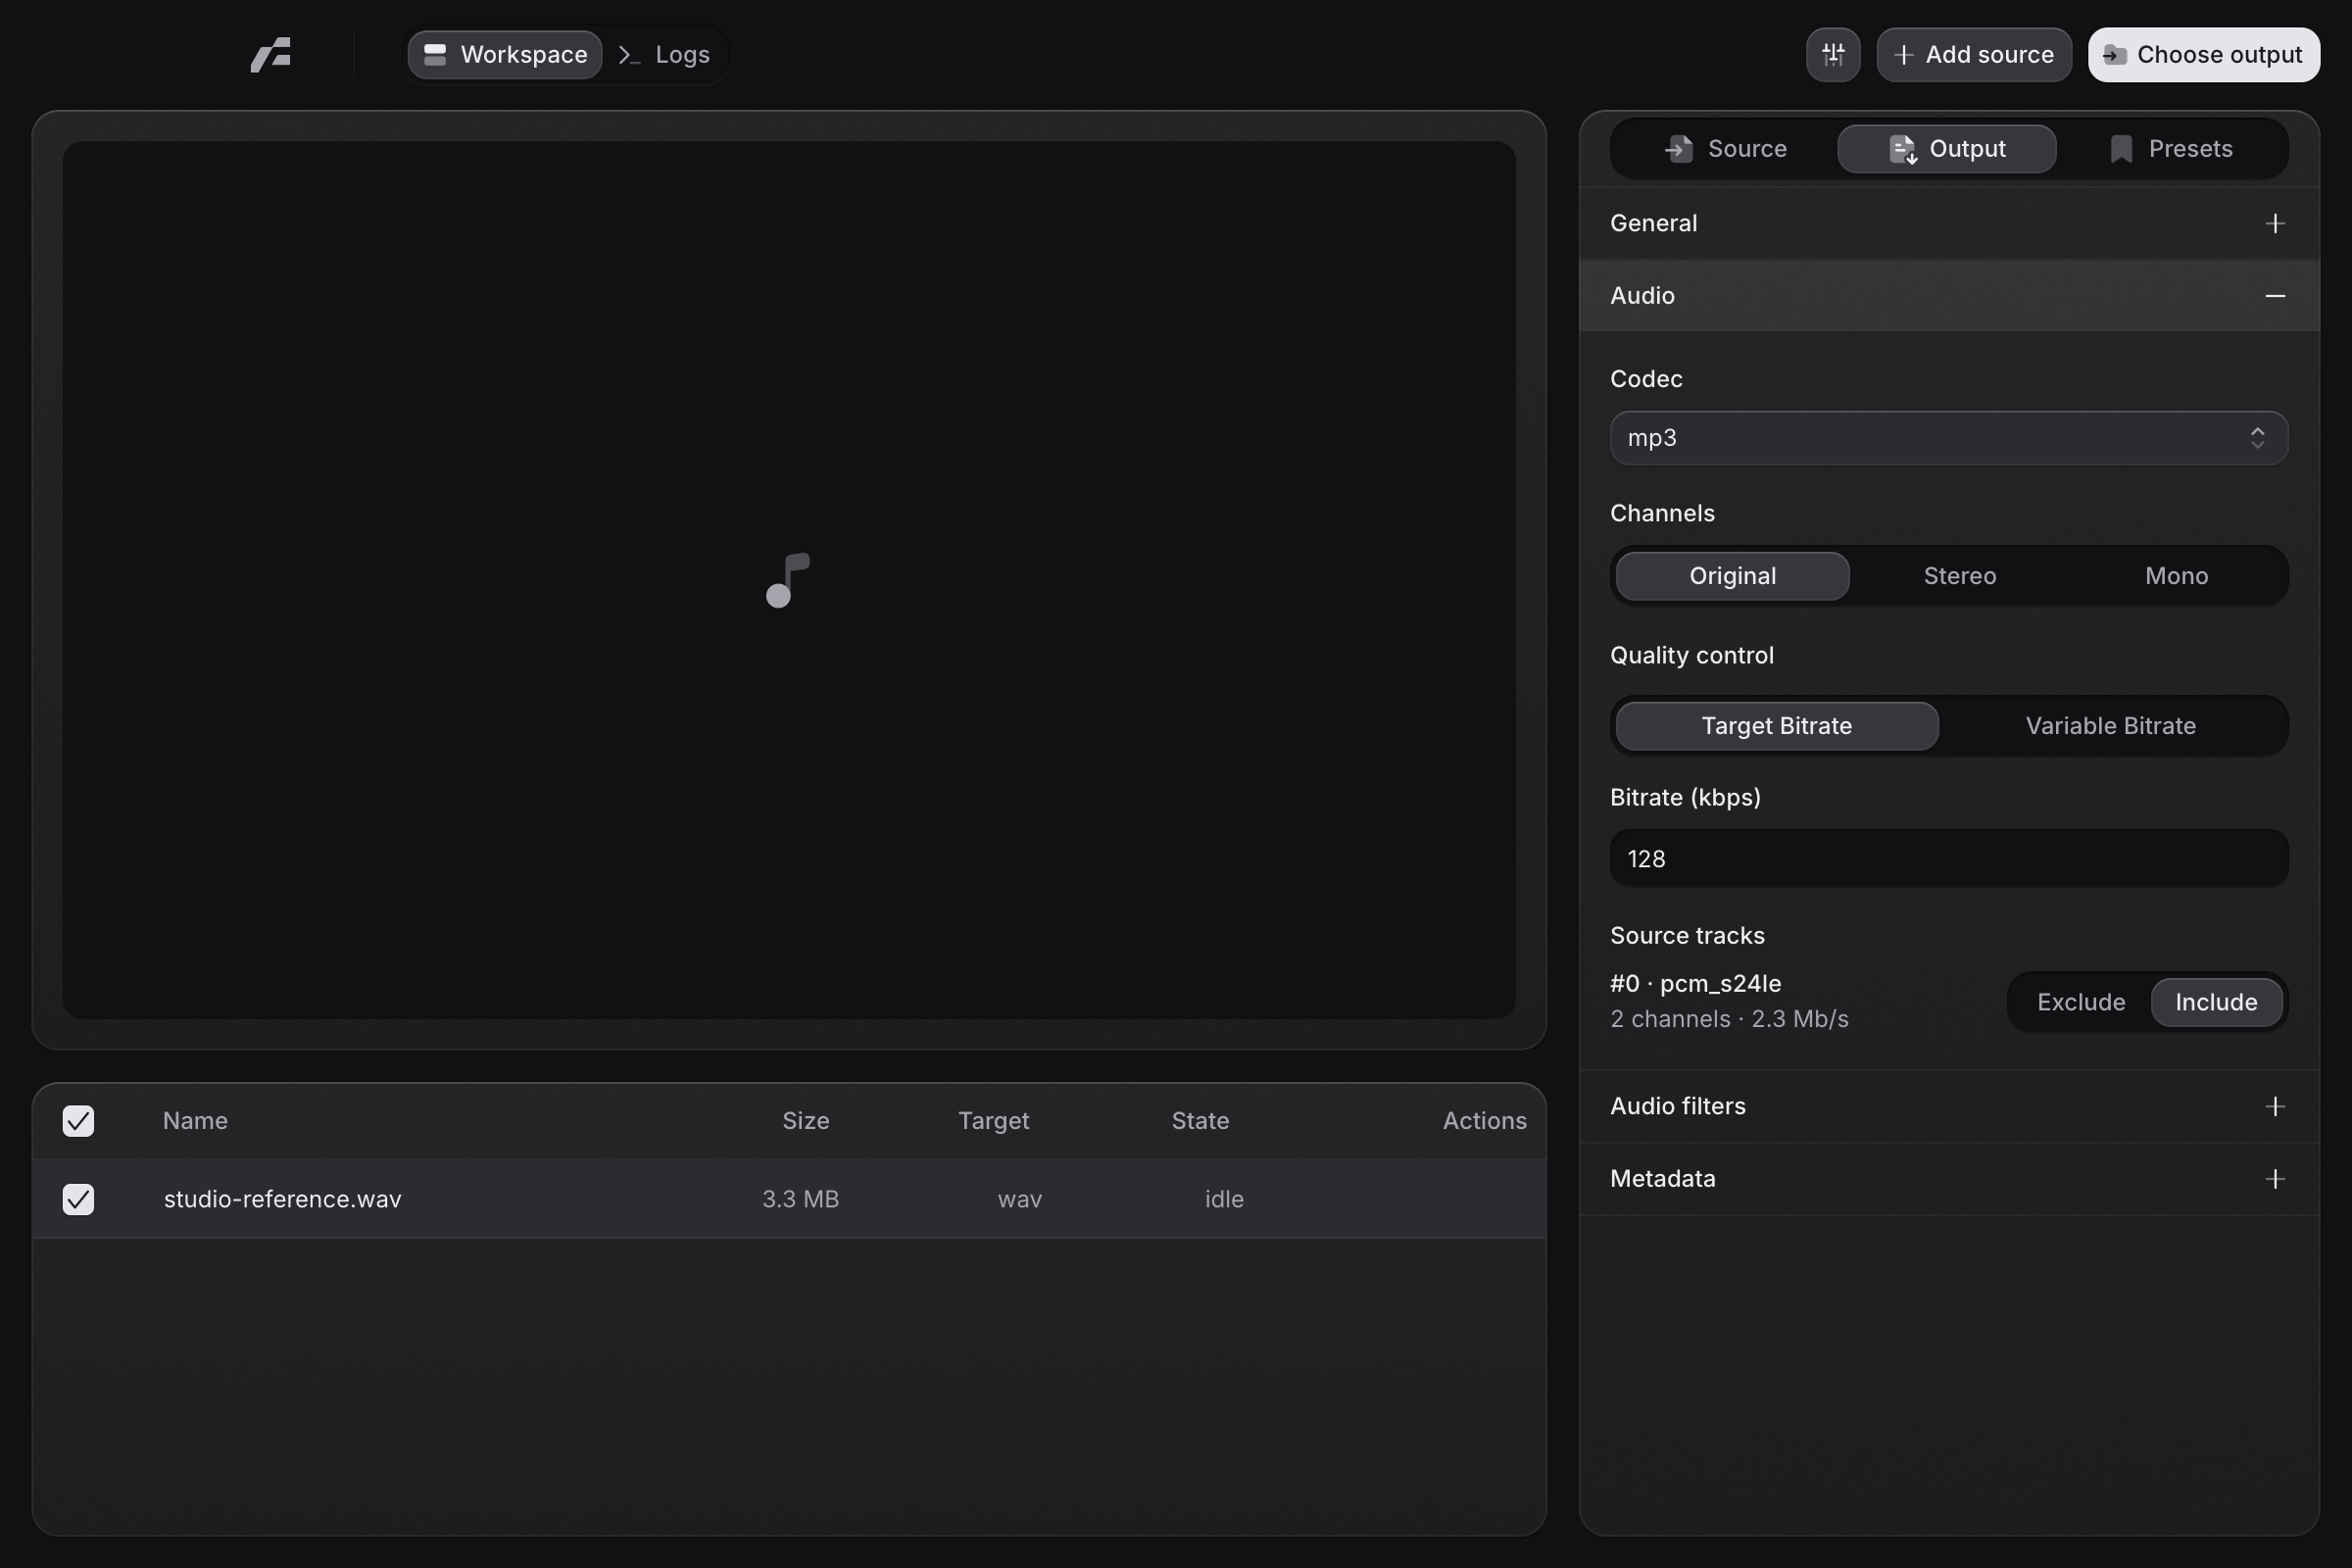 Workspace
Logs
Add source
Choose output
Source
Output
Presets
General
Audio
Codec
mp3
Channels
Original
Stereo
Mono
Quality control
Target Bitrate
Variable Bitrate
Bitrate (kbps)
128
Source tracks
#0 · pcm_s24le
2 channels · 2.3 Mb/s
Exclude
Include
Audio filters
Metadata
Name
Size
Target
State
Actions
studio-reference.wav
3.3 MB
wav
idle